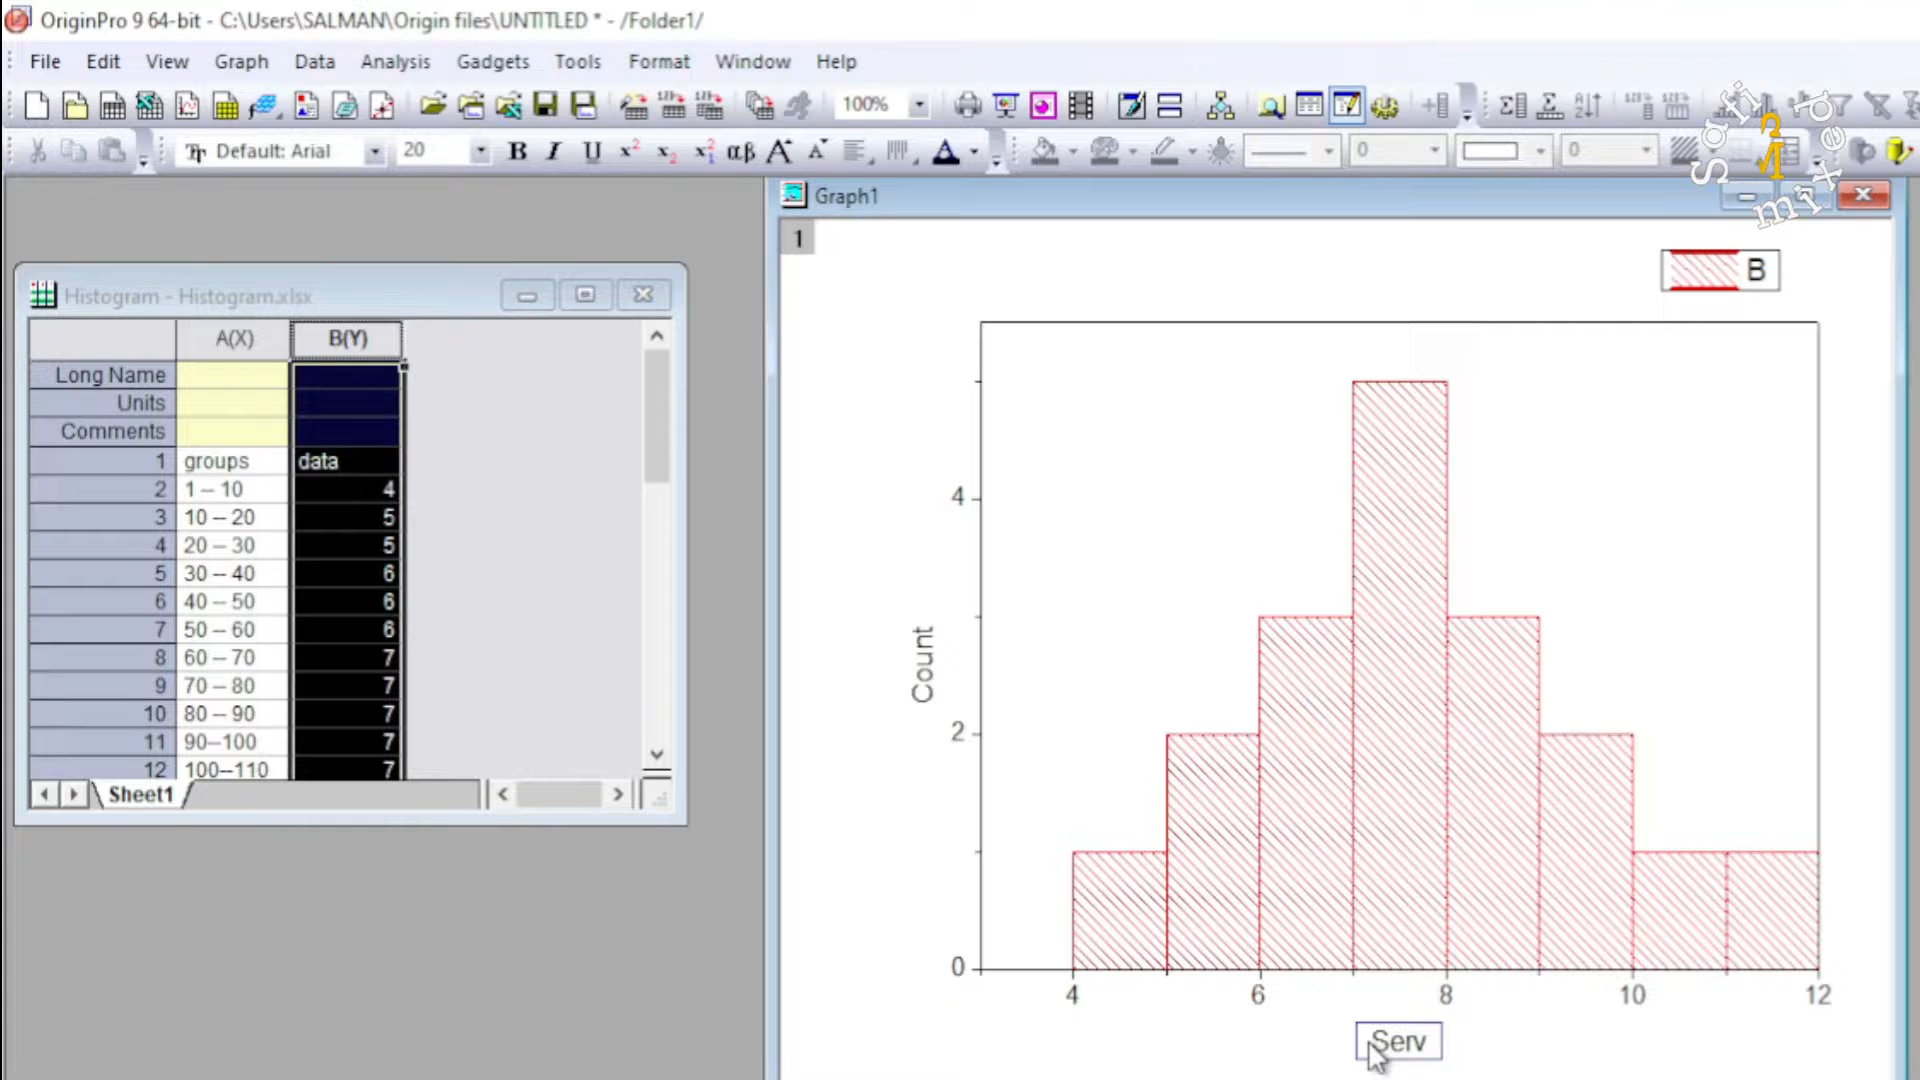 OriginPro 9 64-bit - C:\Users\SALMAN\Origin files\UNTITLED * - /Folder1/
File Edit View Graph Data Analysis Gadgets Tools Format Window Help
100%
Default: Arial 20 B I U αβ A A A 0 0
Safi mixed
Graph1
1
B
Histogram - Histogram.xlsx
A(X) B(Y)
Long Name
Units
Comments
1 groups data
2 1 -- 10 4
3 10 -- 20 5
4 20 -- 30 5
5 30 -- 40 6
6 40 -- 50 6
7 50 -- 60 6
8 60 -- 70 7
9 70 -- 80 7
10 80 -- 90 7
11 90--100 7
12 100--110 7
Sheet1
Count
4
2
0
4 6 8 10 12
Serv